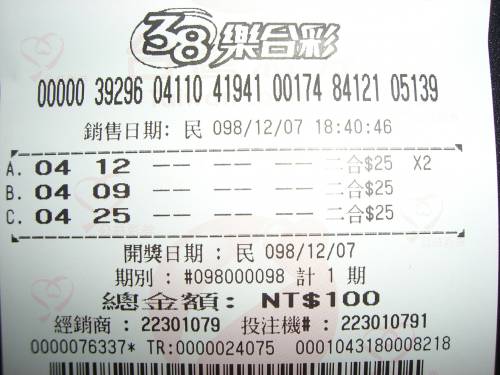 38樂合彩
00000 39296 04110 41941 00174 84121 05139
銷售日期: 民 098/12/07 18:40:46
A. 04 12 -- -- -- -- 二合$25 X2
B. 04 09 -- -- -- -- 二合$25
C. 04 25 -- -- -- -- 二合$25
開獎日期 : 民 098/12/07
期別 : #098000098 計 1 期
總金額: NT$100
經銷商 : 22301079 投注機# : 223010791
0000076337* TR:0000024075 0001043180008218